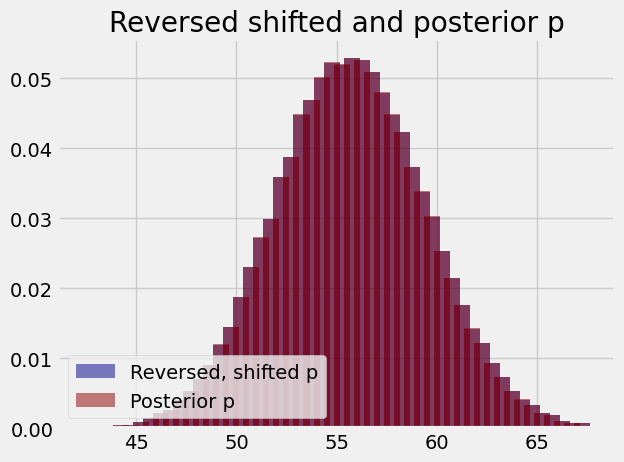 Reversed shifted and posterior p
0.05
0.04
0.03
0.02
0.01
0.00
Reversed, shifted p
Posterior p
45 50 55 60 65